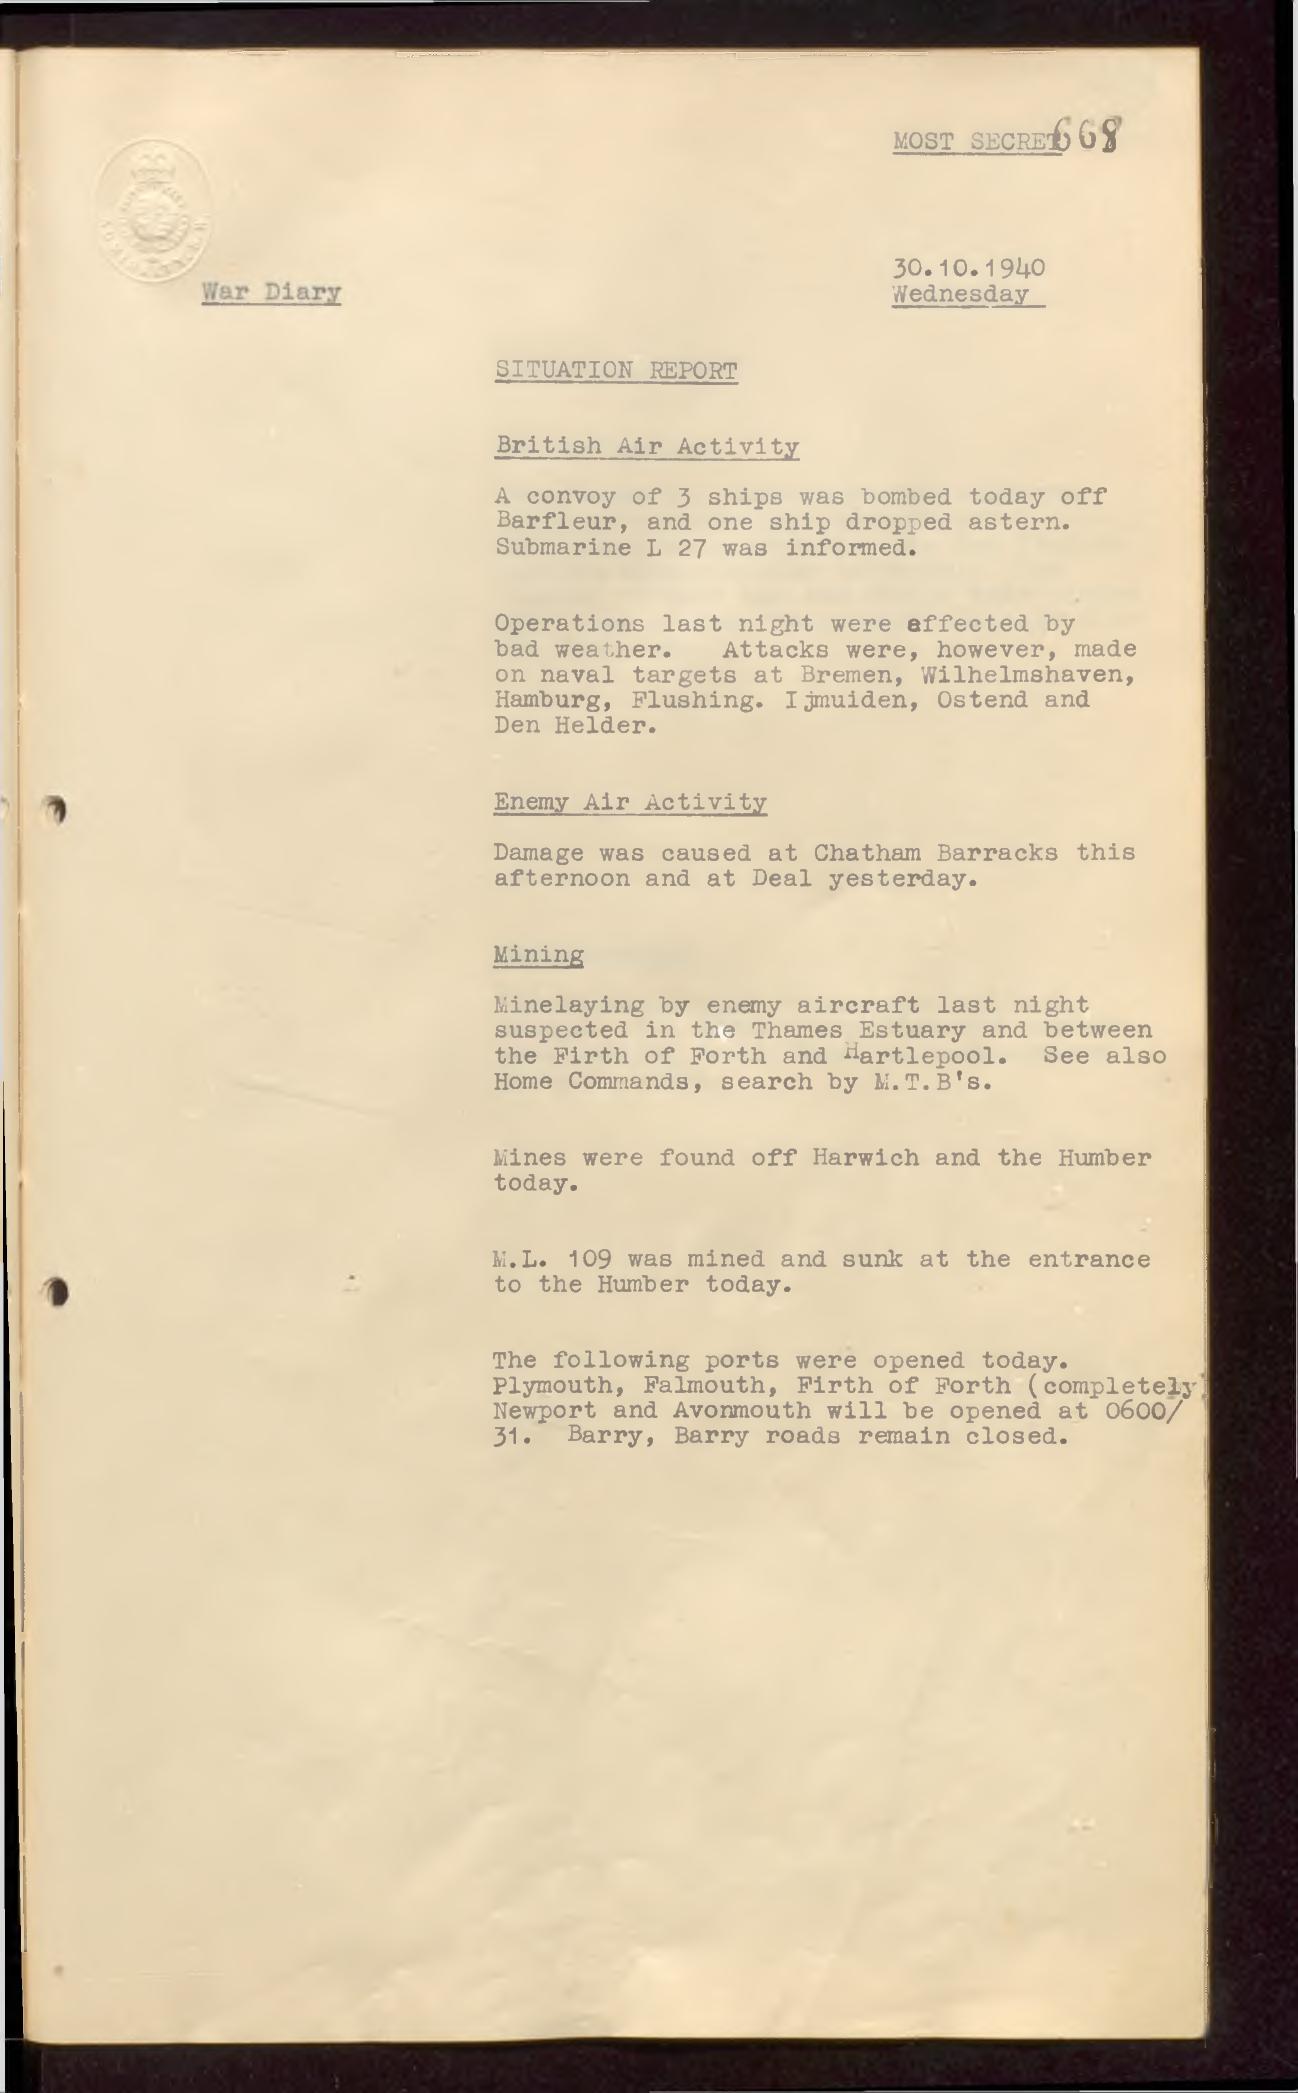 MOST SECRET
War Diary
30.10.1940
Wednesday
SITUATION REPORT
British Air Activity
A convoy of 3 ships was bombed today off
Barfleur, and one ship dropped astern.
Submarine L 27 was informed.
Operations last night were affected by
bad weather. Attacks were, however, made
on naval targets at Bremen, Wilhelmshaven,
Hamburg, Flushing. Ijmuiden, Ostend and
Den Helder.
Enemy Air Activity
Damage was caused at Chatham Barracks this
afternoon and at Deal yesterday.
Mining
Minelaying by enemy aircraft last night
suspected in the Thames Estuary and between
the Firth of Forth and Hartlepool. See also
Home Commands, search by M.T.B's.
Mines were found off Harwich and the Humber
today.
M.L. 109 was mined and sunk at the entrance
to the Humber today.
The following ports were opened today.
Plymouth, Falmouth, Firth of Forth (completely)
Newport and Avonmouth will be opened at 0600/
31. Barry, Barry roads remain closed.